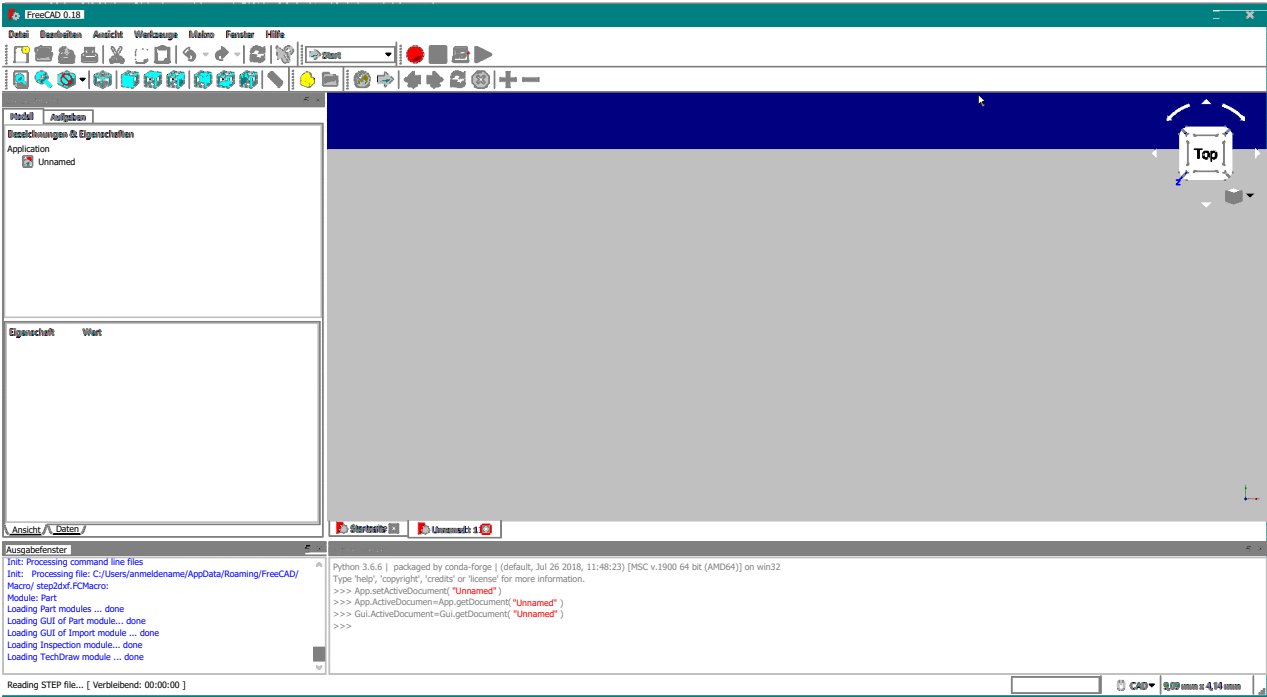 FreeCAD 0.18
Datei Bearbeiten Ansicht Werkzeuge Makro Fenster Hilfe
Start
Modell Aufgaben
Bezeichnungen & Eigenschaften
Application
Unnamed
Top
Z
Eigenschaft Wert
Ansicht Daten
Startseite Unnamed: 1
Ausgabefenster
Init: Processing command line files
Init: Processing file: C:/Users/anmeldename/AppData/Roaming/FreeCAD/
Macro/ step2dxf.FCMacro:
Module: Part
Loading Part modules ... done
Loading GUI of Part module... done
Loading GUI of Import module ... done
Loading Inspection module... done
Loading TechDraw module ... done
Python 3.6.6 | packaged by conda-forge | (default, Jul 26 2018, 11:48:23) [MSC v.1900 64 bit (AMD64)] on win32
Type 'help', 'copyright', 'credits' or 'license' for more information.
>>> App.setActiveDocument( "Unnamed" )
>>> App.ActiveDocumen=App.getDocument( "Unnamed" )
>>> Gui.ActiveDocument=Gui.getDocument( "Unnamed" )
>>>
Reading STEP file... [ Verbleibend: 00:00:00 ]
CAD 9,09 mm x 4,14 mm